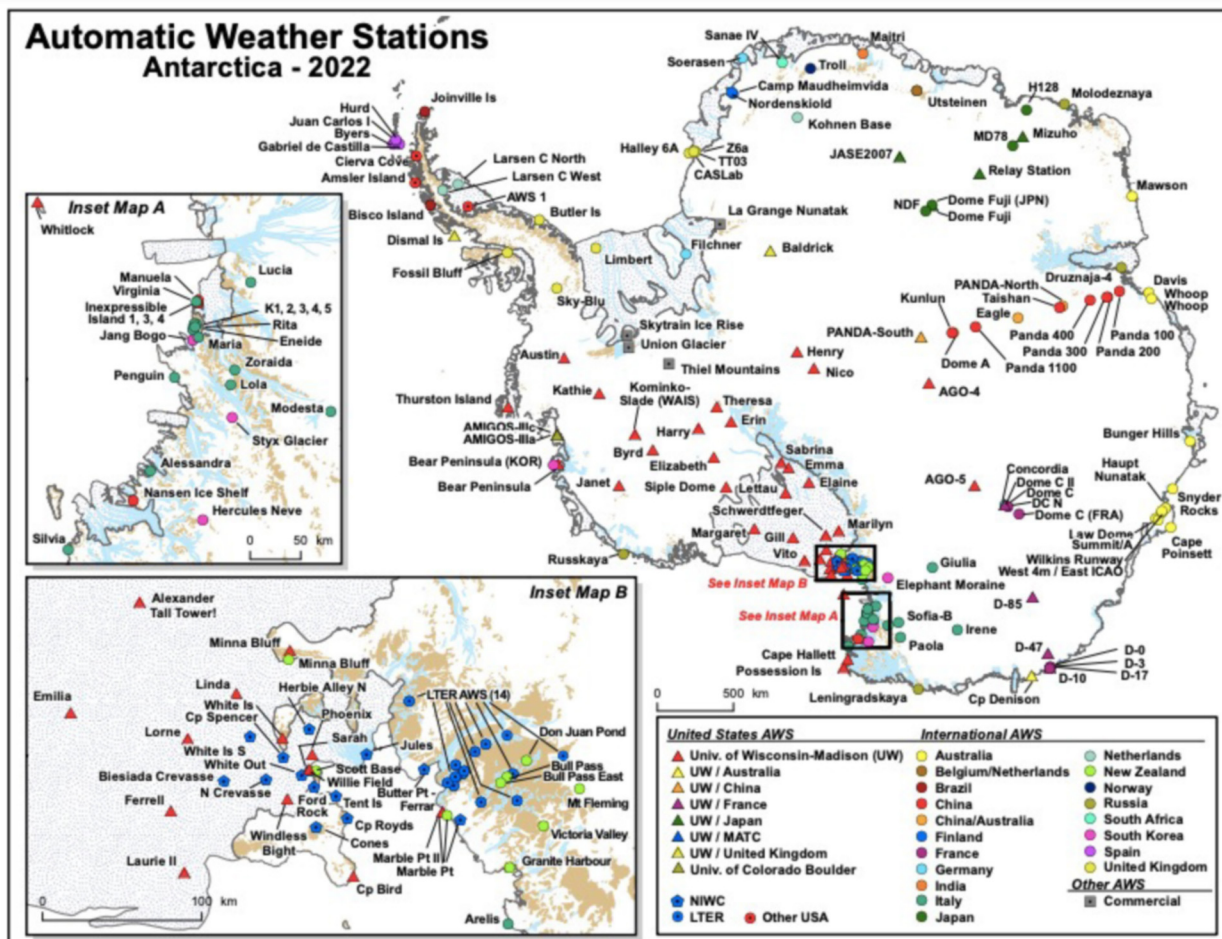 Automatic Weather Stations
Antarctica - 2022
Sanae IV
Maitri
Soerasen
Troll
Camp Maudheimvida
Nordenskiold
Utsteinen
H128
Molodeznaya
Kohnen Base
MD78
Mizuho
Joinville Is
Hurd
Juan Carlos I
Byers
Gabriel de Castilla
Cierva Cove
Amsler Island
Larsen C North
Larsen C West
AWS 1
Bisco Island
Butler Is
Dismal Is
Fossil Bluff
Limbert
Sky-Blu
Halley 6A
Z6a
TT03
CASLab
JASE2007
Relay Station
Mawson
NDF
Dome Fuji (JPN)
Dome Fuji
La Grange Nunatak
Filchner
Baldrick
Druznaja-4
Davis
Whoop
Whoop
PANDA-North
Taishan
Eagle
Kunlun
PANDA-South
Dome A
Panda 400
Panda 300
Panda 1100
Panda 100
Panda 200
Skytrain Ice Rise
Union Glacier
Thiel Mountains
Austin
Henry
Nico
AGO-4
Kathie
Kominko-
Slade (WAIS)
Theresa
Erin
Thurston Island
Harry
AMIGOS-IIIc
AMIGOS-IIIa
Byrd
Elizabeth
Sabrina
Emma
Elaine
Bear Peninsula (KOR)
Bear Peninsula
Janet
Siple Dome
Lettau
Schwerdtfeger
Marilyn
Margaret
Gill
Vito
Russkaya
See Inset Map B
See Inset Map A
Bunger Hills
Haupt
Nunatak
Snyder
Rocks
AGO-5
Concordia
Dome C II
Dome C
DC N
Dome C (FRA)
Law Dome
Summit/A
Cape
Poinsett
Wilkins Runway
West 4m / East ICAO
Giulia
Elephant Moraine
D-85
Sofia-B
Irene
Paola
Cape Hallett
Possession Is
Leningradskaya
Cp Denison
D-47
D-10
D-0
D-3
D-17
0 500 km
Inset Map A
Whitlock
Lucia
Manuela
Virginia
Inexpressible
Island 1, 3, 4
Jang Bogo
K1, 2, 3, 4, 5
Rita
Eneide
Maria
Zoraida
Penguin
Lola
Modesta
Styx Glacier
Alessandra
Nansen Ice Shelf
Hercules Neve
Silvia
0 50 km
Inset Map B
Alexander
Tall Tower!
Minna Bluff
Minna Bluff
Emilia
Linda
Herbie Alley N
White Is
Cp Spencer
Phoenix
LTER AWS (14)
Lorne
Sarah
Jules
Don Juan Pond
White Is S
White Out
Scott Base
Willie Field
Bull Pass
Bull Pass East
Biesiada Crevasse
N Crevasse
Butter Pt -
Ferrar
Mt Fleming
Ferrell
Ford
Rock
Tent Is
Cp Royds
Windless
Bight
Cones
Victoria Valley
Marble Pt II
Marble Pt
Laurie II
Cp Bird
Granite Harbour
Arelis
0 100 km
United States AWS
Univ. of Wisconsin-Madison (UW)
UW / Australia
UW / China
UW / France
UW / Japan
UW / MATC
UW / United Kingdom
Univ. of Colorado Boulder
NIWC
LTER
Other USA
International AWS
Australia
Belgium/Netherlands
Brazil
China
China/Australia
Finland
France
Germany
India
Italy
Japan
Netherlands
New Zealand
Norway
Russia
South Africa
South Korea
Spain
United Kingdom
Other AWS
Commercial